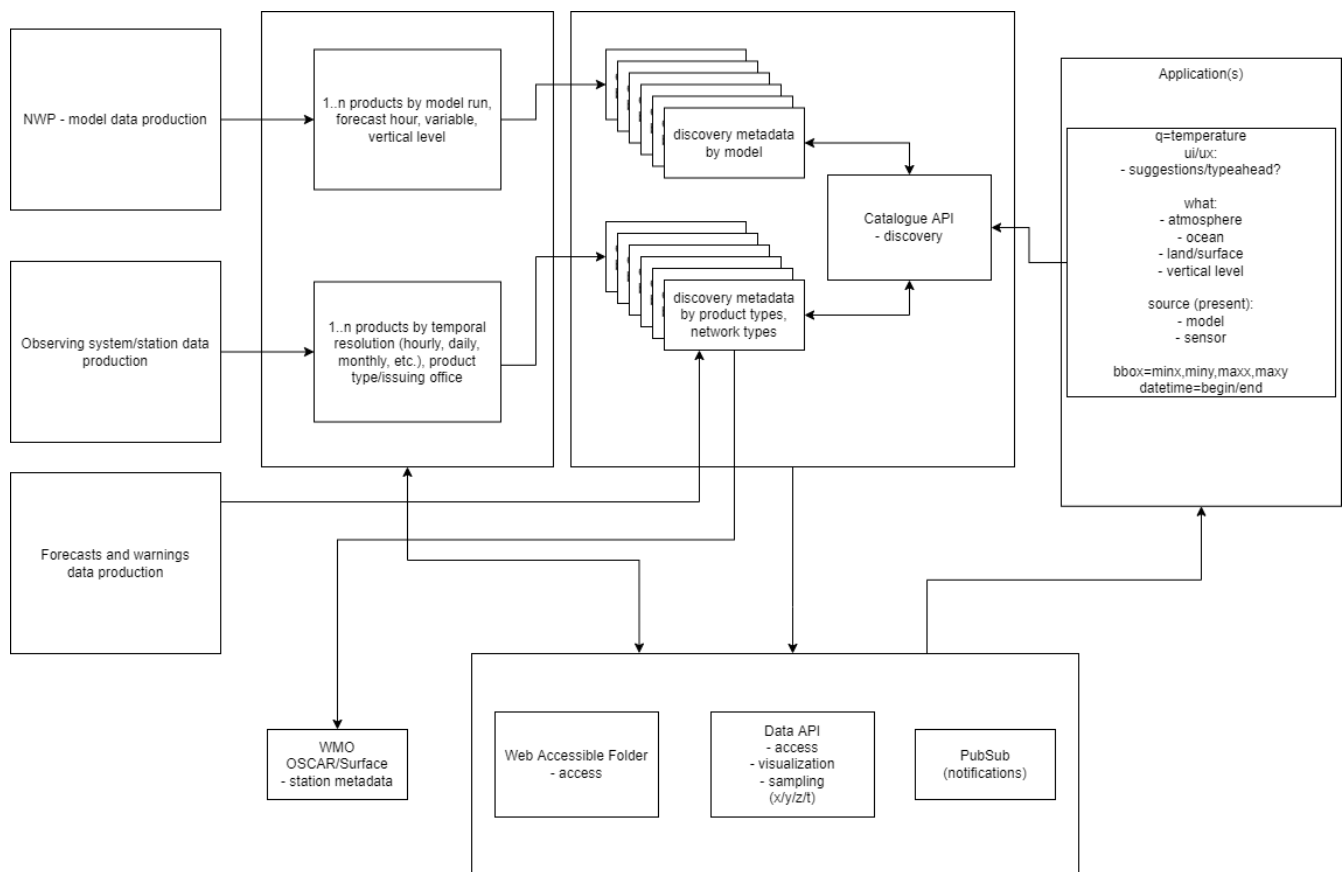 NWP - model data production
1..n products by model run,
forecast hour, variable,
vertical level
discovery metadata
by model
Catalogue API
- discovery
Application(s)
q=temperature
ui/ux:
- suggestions/typeahead?
what:
- atmosphere
- ocean
- land/surface
- vertical level
source (present):
- model
- sensor
bbox=minx,miny,maxx,maxy
datetime=begin/end
Observing system/station data
production
1..n products by temporal
resolution (hourly, daily,
monthly, etc.), product
type/issuing office
discovery metadata
by product types,
network types
Forecasts and warnings
data production
WMO
OSCAR/Surface
- station metadata
Web Accessible Folder
- access
Data API
- access
- visualization
- sampling
(x/y/z/t)
PubSub
(notifications)